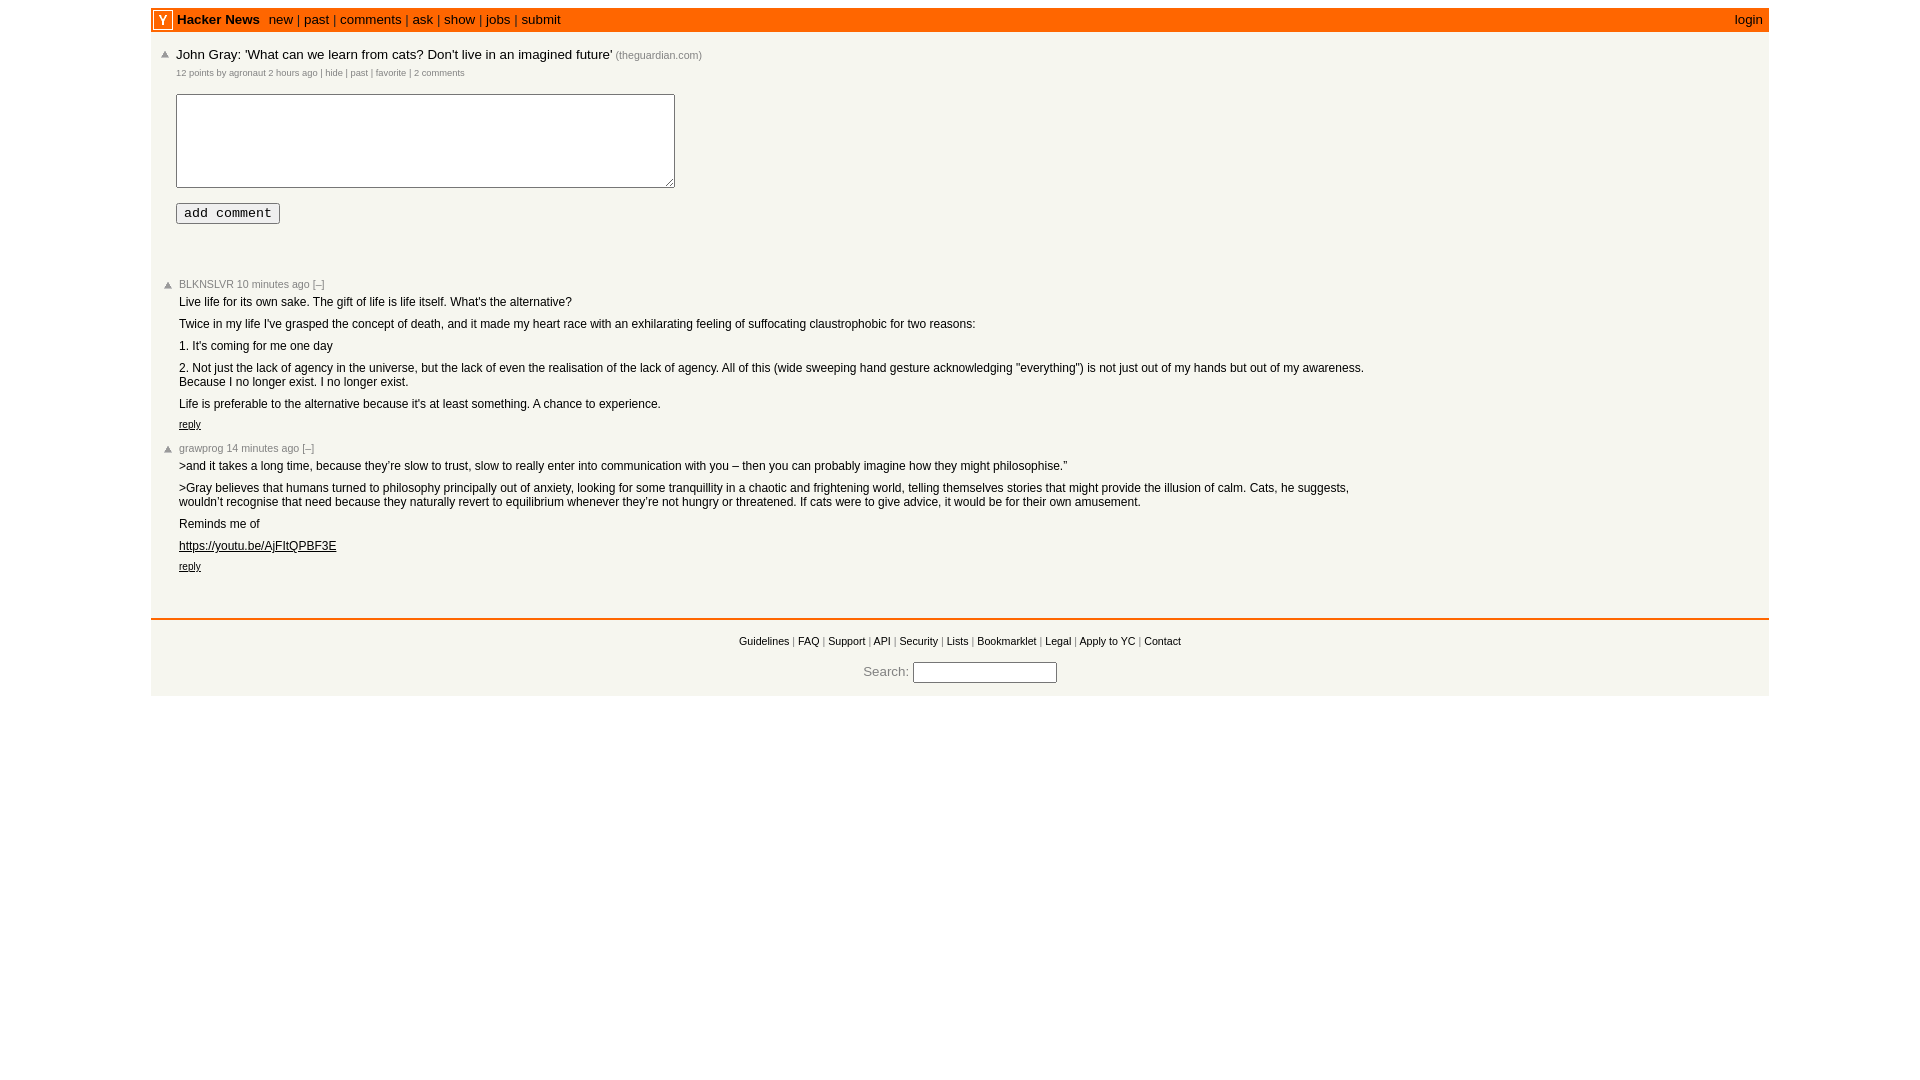 Y Hacker News new | past | comments | ask | show | jobs | submit login
John Gray: 'What can we learn from cats? Don't live in an imagined future' (theguardian.com)
12 points by agronaut 2 hours ago | hide | past | favorite | 2 comments
add comment
BLKNSLVR 10 minutes ago [–]
Live life for its own sake. The gift of life is life itself. What's the alternative?
Twice in my life I've grasped the concept of death, and it made my heart race with an exhilarating feeling of suffocating claustrophobic for two reasons:
1. It's coming for me one day
2. Not just the lack of agency in the universe, but the lack of even the realisation of the lack of agency. All of this (wide sweeping hand gesture acknowledging "everything") is not just out of my hands but out of my awareness.
Because I no longer exist. I no longer exist.
Life is preferable to the alternative because it's at least something. A chance to experience.
reply
grawprog 14 minutes ago [–]
>and it takes a long time, because they’re slow to trust, slow to really enter into communication with you – then you can probably imagine how they might philosophise.”
>Gray believes that humans turned to philosophy principally out of anxiety, looking for some tranquillity in a chaotic and frightening world, telling themselves stories that might provide the illusion of calm. Cats, he suggests,
wouldn’t recognise that need because they naturally revert to equilibrium whenever they’re not hungry or threatened. If cats were to give advice, it would be for their own amusement.
Reminds me of
https://youtu.be/AjFItQPBF3E
reply
Guidelines | FAQ | Support | API | Security | Lists | Bookmarklet | Legal | Apply to YC | Contact
Search: